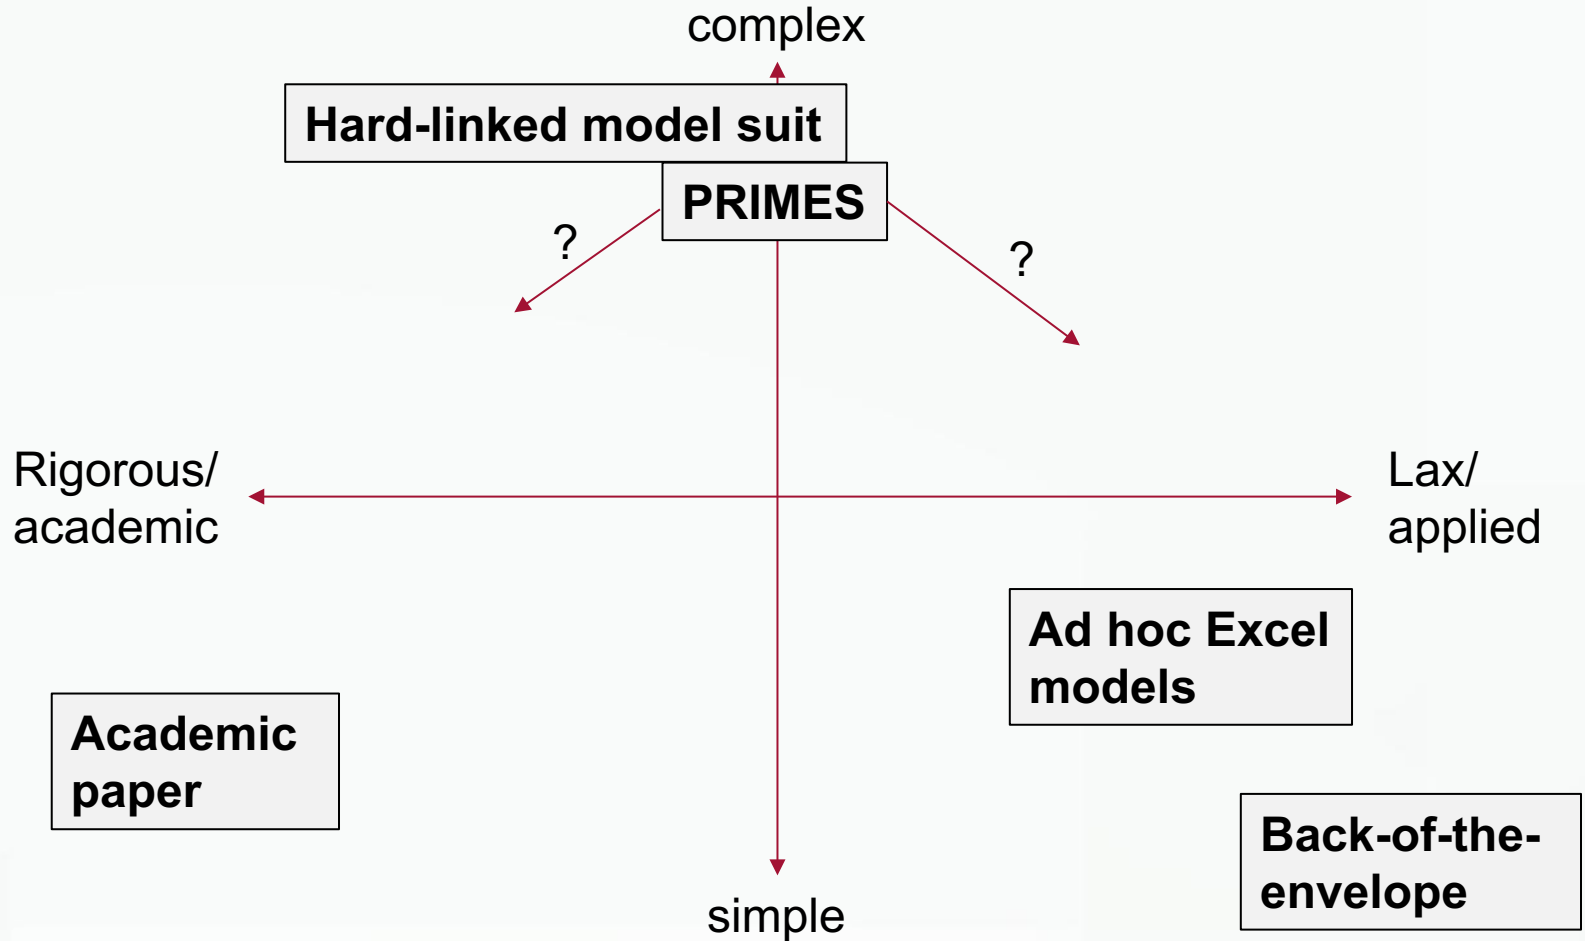 complex
Hard-linked model suit
PRIMES
?
?
Rigorous/
academic
Lax/
applied
Ad hoc Excel
models
Academic
paper
Back-of-the-
envelope
simple